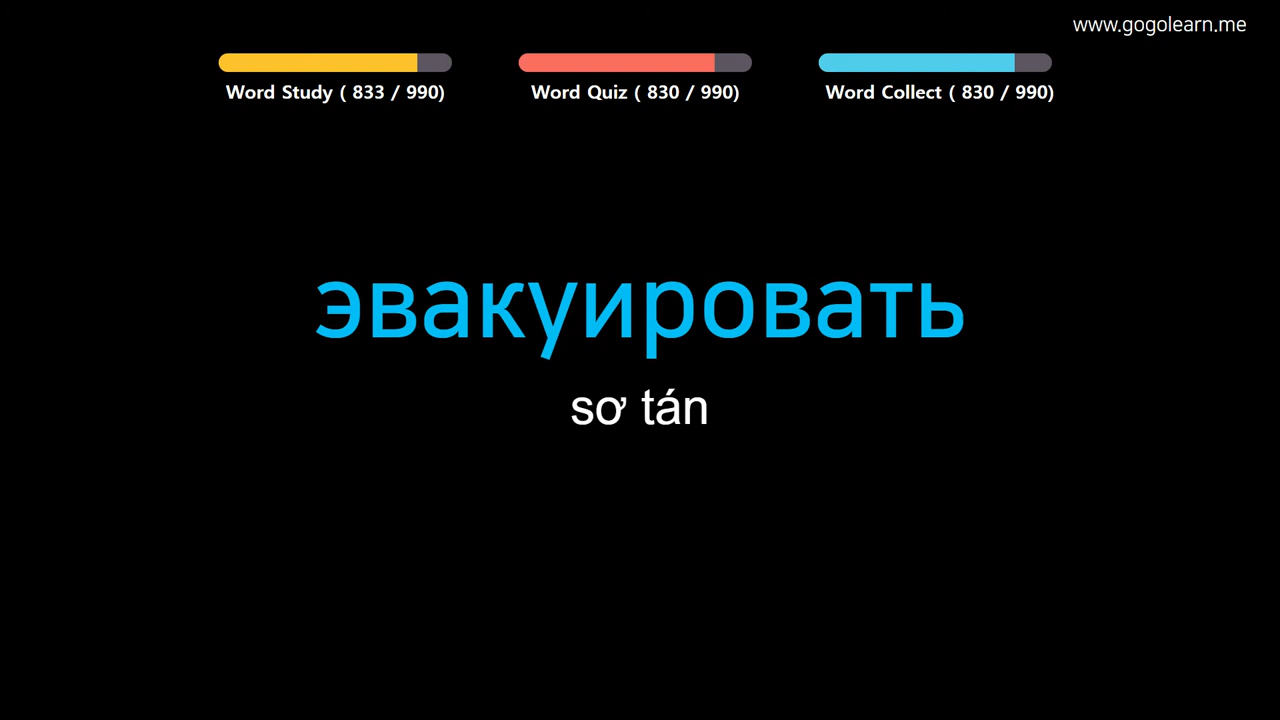 www.gogolearn.me
Word Study ( 833 / 990)
Word Quiz ( 830 / 990)
Word Collect ( 830 / 990)
эвакуировать
sơ tán